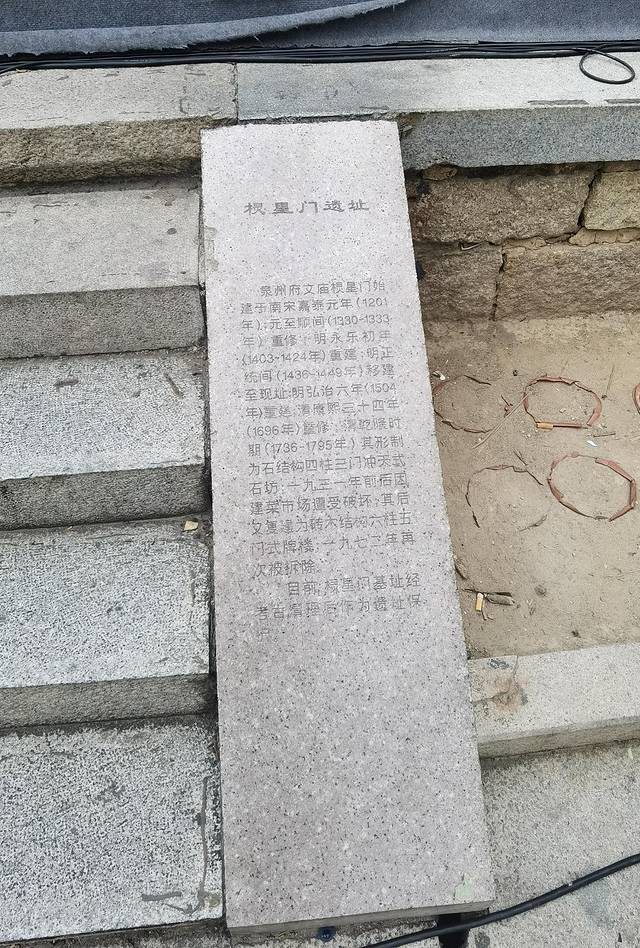 棂星门遗址
泉州府文庙棂星门始
建于南宋嘉泰元年(1201
年);元至顺间(1330-1333
年)重修;明永乐初年
(1403-1424年)重建;明正
统间(1436-1449年)移建
至现址;明弘治六年(1504
年)重建;清康熙三十四年
(1696年)重修;清乾隆时
期(1736-1795年)其形制
为石结构四柱三门冲天式
石坊;一九三一年前后因
建菜市场遭受破坏;其后
又复建为砖木结构六柱五
门式牌楼;一九七二年再
次被拆除。
目前,棂星门基址经
考古清理后作为遗址保
护。